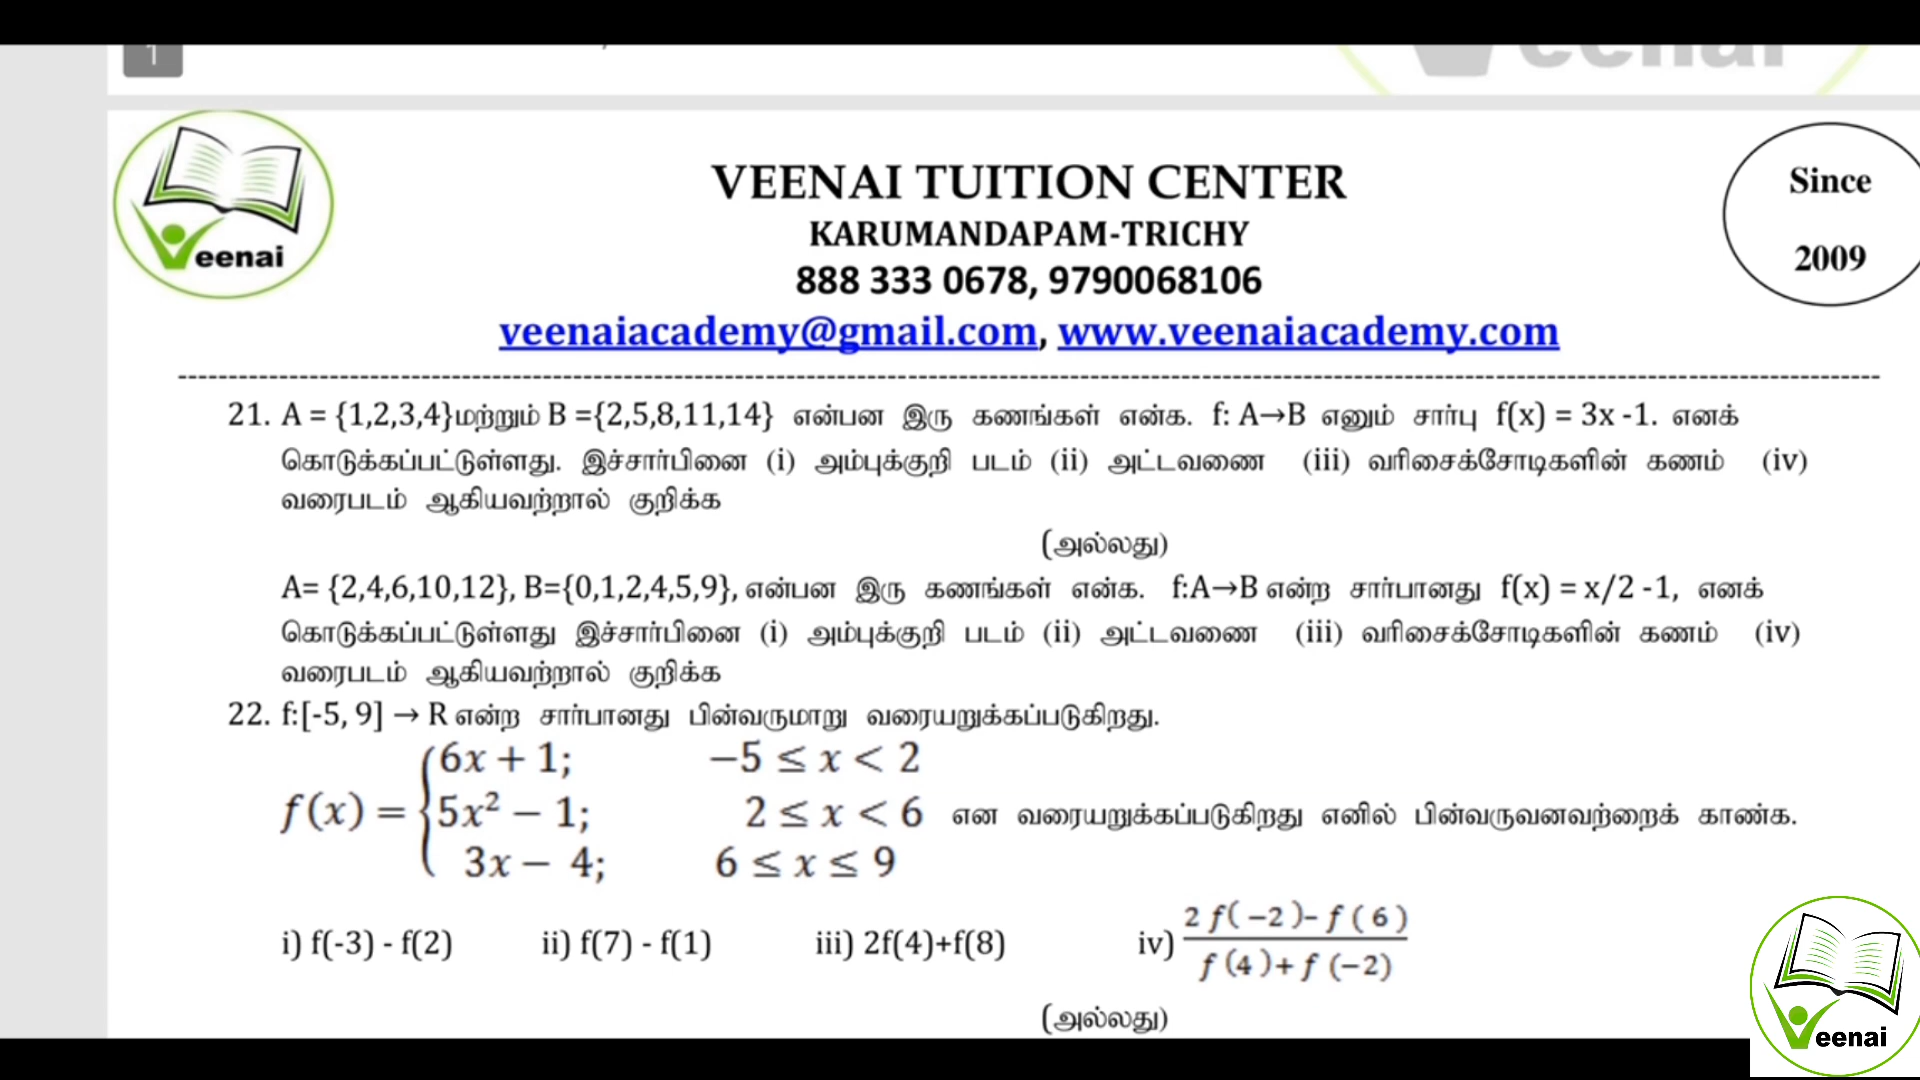 1
eenai
Veenai
VEENAI TUITION CENTER
KARUMANDAPAM-TRICHY
888 333 0678, 9790068106
veenaiacademy@gmail.com, www.veenaiacademy.com
Since
2009
21. A = {1,2,3,4}மற்றும் B ={2,5,8,11,14} என்பன இரு கணங்கள் என்க. f: A→B எனும் சார்பு f(x) = 3x -1. எனக்
கொடுக்கப்பட்டுள்ளது. இச்சார்பினை (i) அம்புக்குறி படம் (ii) அட்டவணை (iii) வரிசைக்சோடிகளின் கணம் (iv)
வரைபடம் ஆகியவற்றால் குறிக்க
(அல்லது)
A= {2,4,6,10,12}, B={0,1,2,4,5,9}, என்பன இரு கணங்கள் என்க. f:A→B என்ற சார்பானது f(x) = x/2 -1, எனக்
கொடுக்கப்பட்டுள்ளது இச்சார்பினை (i) அம்புக்குறி படம் (ii) அட்டவணை (iii) வரிசைக்சோடிகளின் கணம் (iv)
வரைபடம் ஆகியவற்றால் குறிக்க
22. f:[-5, 9] → R என்ற சார்பானது பின்வருமாறு வரையறுக்கப்படுகிறது.
6x + 1; −5 ≤ x < 2
f(x) = { 5x² − 1; 2 ≤ x < 6 என வரையறுக்கப்படுகிறது எனில் பின்வருவனவற்றைக் காண்க.
3x − 4; 6 ≤ x ≤ 9
i) f(-3) - f(2) ii) f(7) - f(1) iii) 2f(4)+f(8) iv) 2 f(−2)− f (6)
f (4)+ f (−2)
(அல்லது)
Veenai